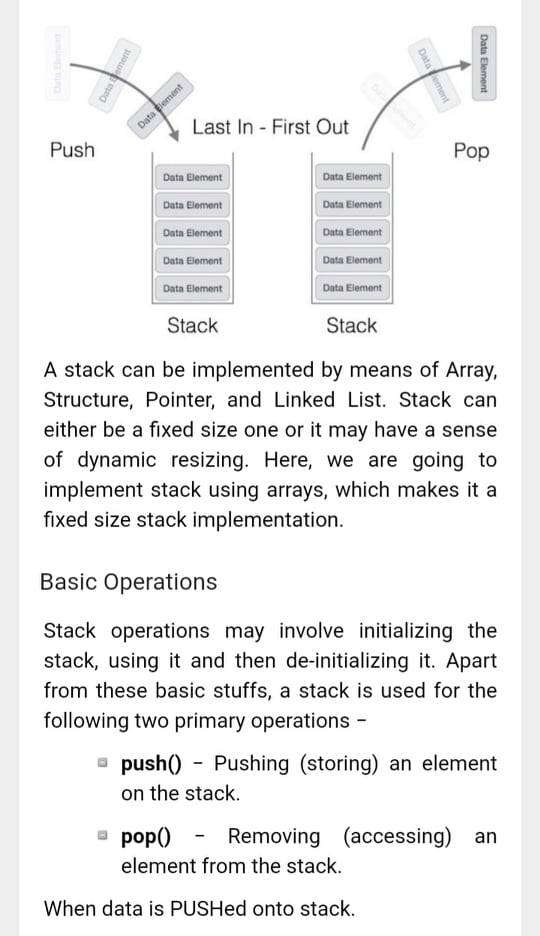 Data Element
Data Element
Data Element
Push
Last In - First Out
Data Element
Data Element
Data Element
Pop
Data Element
Data Element
Data Element
Data Element
Data Element
Stack
Data Element
Data Element
Data Element
Data Element
Data Element
Stack
A stack can be implemented by means of Array,
Structure, Pointer, and Linked List. Stack can
either be a fixed size one or it may have a sense
of dynamic resizing. Here, we are going to
implement stack using arrays, which makes it a
fixed size stack implementation.
Basic Operations
Stack operations may involve initializing the
stack, using it and then de-initializing it. Apart
from these basic stuffs, a stack is used for the
following two primary operations −
push() − Pushing (storing) an element
on the stack.
pop() − Removing (accessing) an
element from the stack.
When data is PUSHed onto stack.